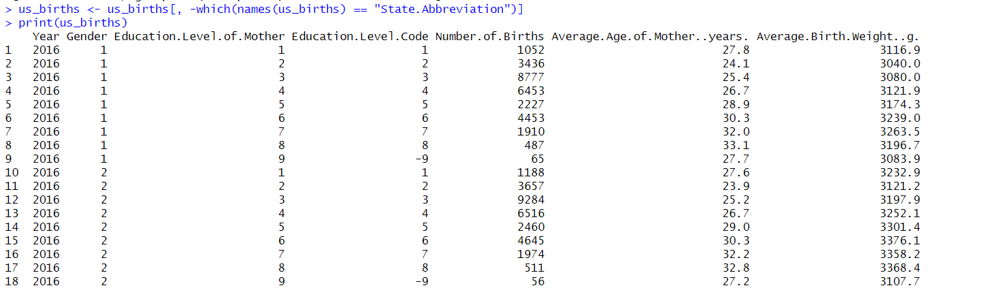 > us_births <- us_births[, -which(names(us_births) == "State.Abbreviation")]
> print(us_births)
Year Gender Education.Level.of.Mother Education.Level.Code Number.of.Births Average.Age.of.Mother..years. Average.Birth.Weight..g.
1 2016 1 1 1 1052 27.8 3116.9
2 2016 1 2 2 3436 24.1 3040.0
3 2016 1 3 3 8777 25.4 3080.0
4 2016 1 4 4 6453 26.7 3121.9
5 2016 1 5 5 2227 28.9 3174.3
6 2016 1 6 6 4453 30.3 3239.0
7 2016 1 7 7 1910 32.0 3263.5
8 2016 1 8 8 487 33.1 3196.7
9 2016 1 9 -9 65 27.7 3083.9
10 2016 2 1 1 1188 27.6 3232.9
11 2016 2 2 2 3657 23.9 3121.2
12 2016 2 3 3 9284 25.2 3197.9
13 2016 2 4 4 6516 26.7 3252.1
14 2016 2 5 5 2460 29.0 3301.4
15 2016 2 6 6 4645 30.3 3376.1
16 2016 2 7 7 1974 32.2 3358.2
17 2016 2 8 8 511 32.8 3368.4
18 2016 2 9 -9 56 27.2 3107.7